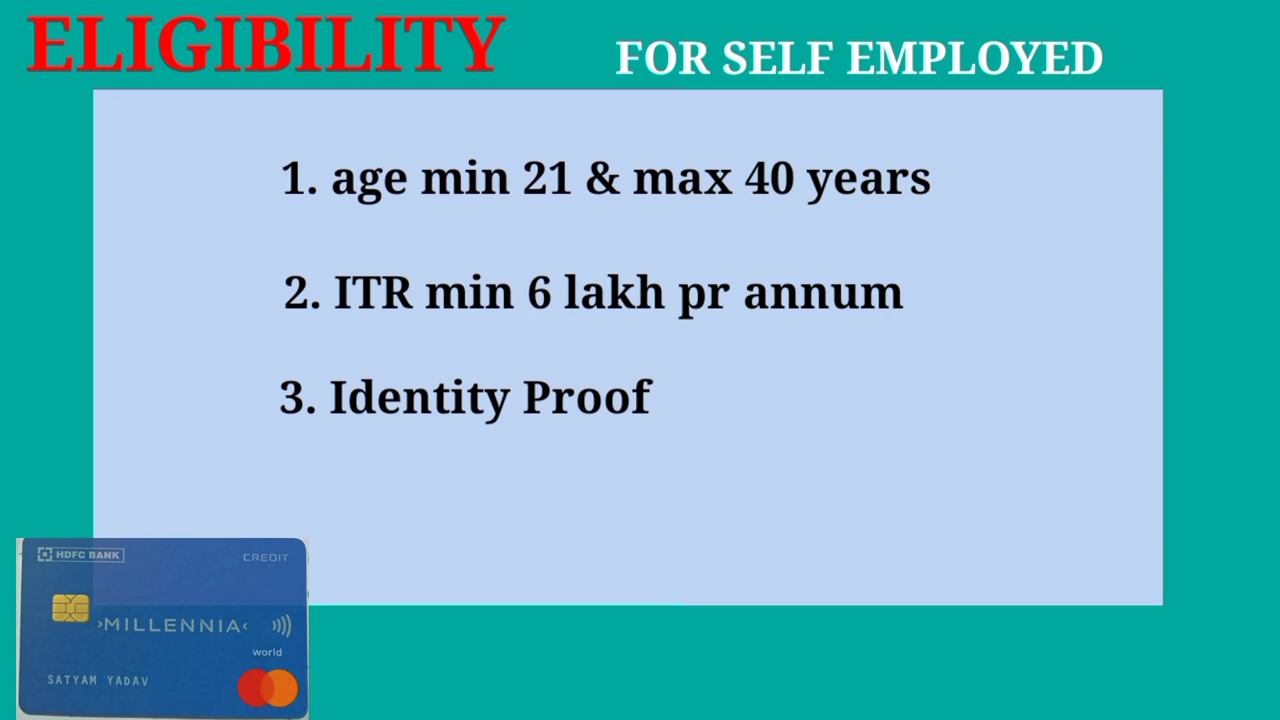 ELIGIBILITY
FOR SELF EMPLOYED
1. age min 21 & max 40 years
2. ITR min 6 lakh pr annum
3. Identity Proof
HDFC BANK
CREDIT
›MILLENNIA‹
world
SATYAM YADAV